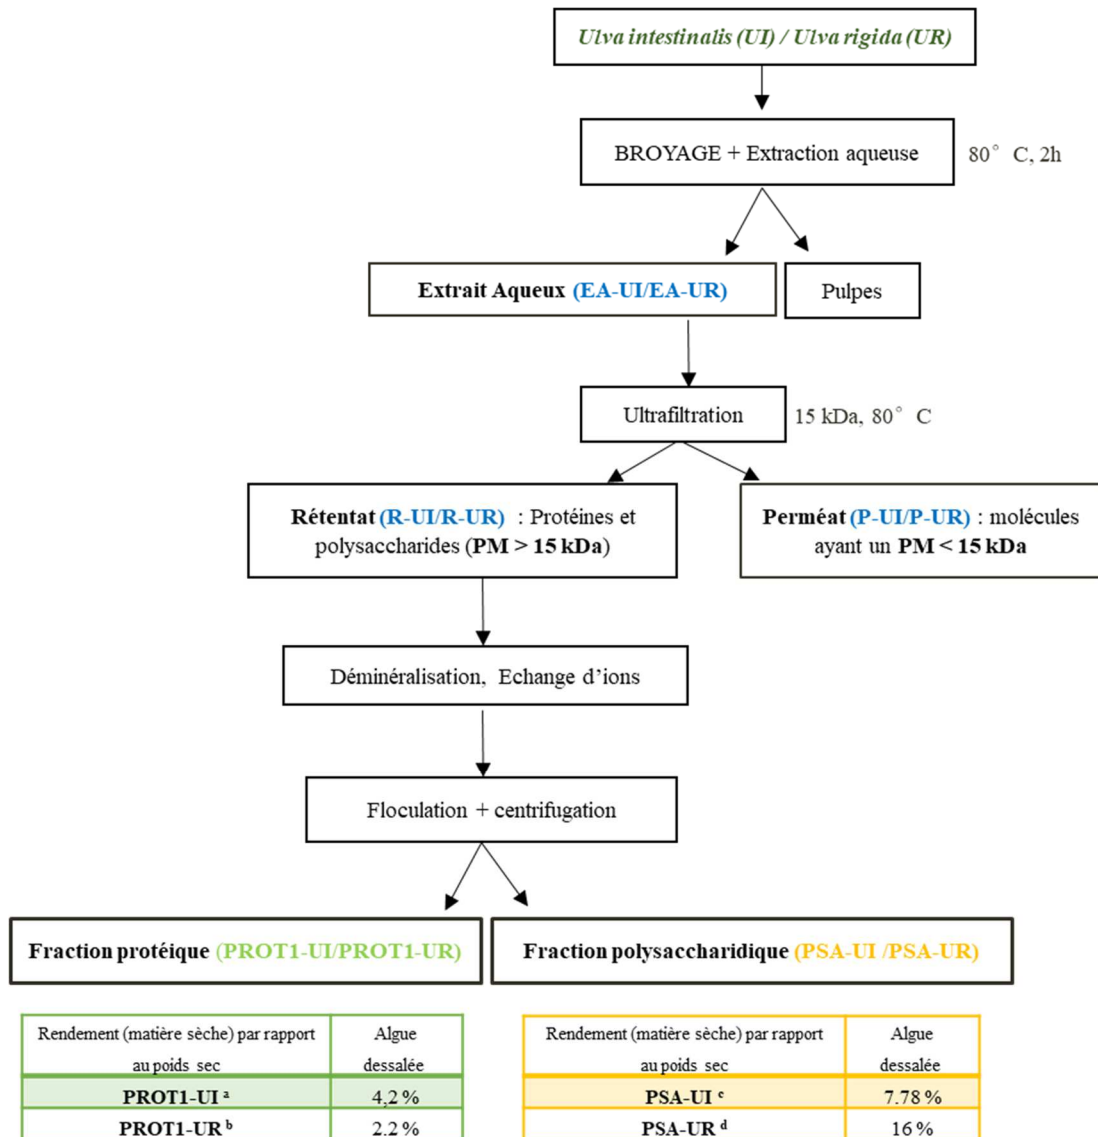 Ulva intestinalis (UI) / Ulva rigida (UR)
BROYAGE + Extraction aqueuse
80° C, 2h
Extrait Aqueux (EA-UI/EA-UR)
Pulpes
Ultrafiltration
15 kDa, 80° C
Rétentat (R-UI/R-UR) : Protéines et
polysaccharides (PM > 15 kDa)
Perméat (P-UI/P-UR) : molécules
ayant un PM < 15 kDa
Déminéralisation, Echange d'ions
Floculation + centrifugation
Fraction protéique (PROT1-UI/PROT1-UR)
Fraction polysaccharidique (PSA-UI /PSA-UR)
Rendement (matière sèche) par rapport
au poids sec
Algue
dessalée
PROT1-UI a
4,2 %
PROT1-UR b
2.2 %
Rendement (matière sèche) par rapport
au poids sec
Algue
dessalée
PSA-UI c
7.78 %
PSA-UR d
16 %